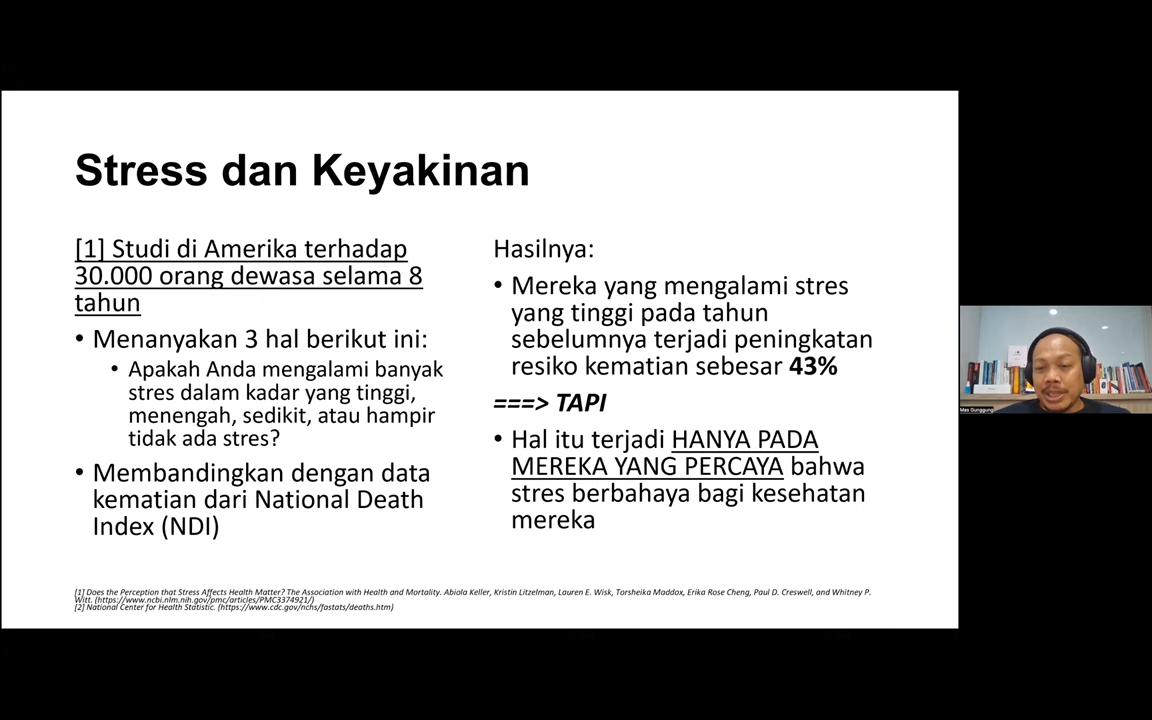 Stress dan Keyakinan
[1] Studi di Amerika terhadap
30.000 orang dewasa selama 8
tahun
• Menanyakan 3 hal berikut ini:
• Apakah Anda mengalami banyak
stres dalam kadar yang tinggi,
menengah, sedikit, atau hampir
tidak ada stres?
• Membandingkan dengan data
kematian dari National Death
Index (NDI)
Hasilnya:
• Mereka yang mengalami stres
yang tinggi pada tahun
sebelumnya terjadi peningkatan
resiko kematian sebesar 43%
===> TAPI
• Hal itu terjadi HANYA PADA
MEREKA YANG PERCAYA bahwa
stres berbahaya bagi kesehatan
mereka
[1] Does the Perception that Stress Affects Health Matter? The Association with Health and Mortality. Abiola Keller, Kristin Litzelman, Lauren E. Wisk, Torsheika Maddox, Erika Rose Cheng, Paul D. Creswell, and Whitney P.
Witt. (https://www.ncbi.nlm.nih.gov/pmc/articles/PMC3374921/)
[2] National Center for Health Statistic. (https://www.cdc.gov/nchs/fastats/deaths.htm)
Mas Gunggung